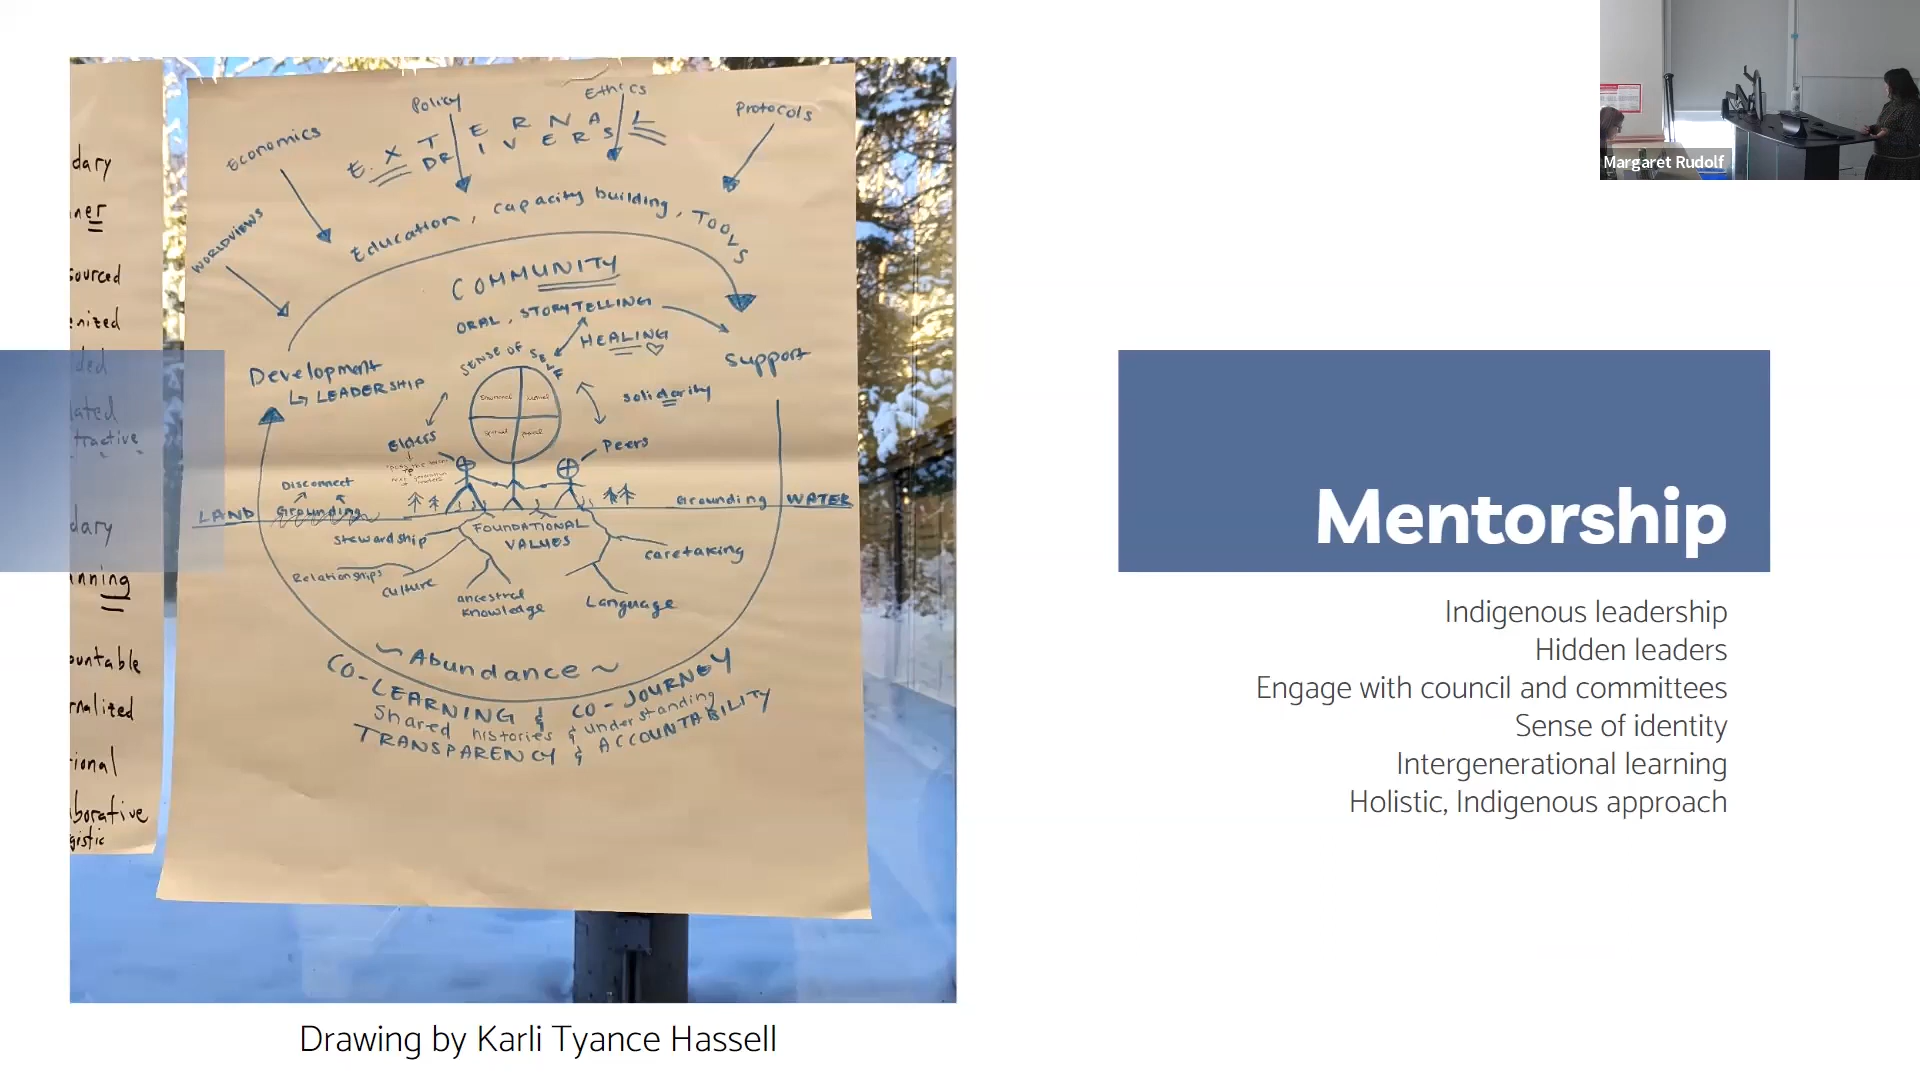 Margaret Rudolf
Policy
Ethics
Protocols
Economics
EXTERNAL
DRIVERS
WORLDVIEWS
Education, capacity building, TOOLS
COMMUNITY
ORAL, STORYTELLING
HEALING
SENSE OF SELF
Support
Development
LEADERSHIP
solidarity
Elders
Peers
Disconnect
LAND
Grounding
Grounding
WATER
FOUNDATIONAL
VALUES
stewardship
caretaking
Relationships
culture
ancestral
knowledge
Language
~ Abundance ~
CO-LEARNING & CO-JOURNEY
Shared histories & understanding
TRANSPARENCY & ACCOUNTABILITY
dary
ner
sourced
nized
ded
ated
tractive
dary
nning
ountable
rnalized
ional
borative
gistic
Mentorship
Indigenous leadership
Hidden leaders
Engage with council and committees
Sense of identity
Intergenerational learning
Holistic, Indigenous approach
Drawing by Karli Tyance Hassell